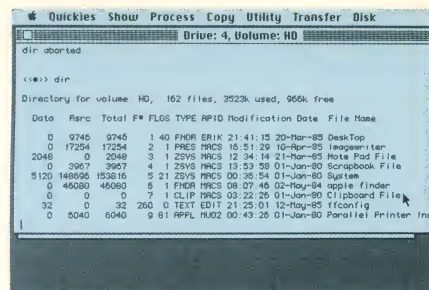 Quickies Show Process Copy Utility Transfer Disk
Drive: 4, Volume: HD
dir aborted
<<●>> dir
Directory for volume HD, 162 files, 3523k used, 966k free
Data Rsrc Total F# FLGS TYPE APID Modification Date File Name
0 9746 9746 1 40 FNDR ERIK 21:41:15 20-Mar-85 DeskTop
0 17254 17254 2 1 PRES MACS 16:51:29 10-Apr-85 Imagewriter
2048 0 2048 3 1 ZSYS MACS 12:34:14 21-Mar-85 Note Pad File
0 3967 3967 4 1 ZSYS MACS 13:53:58 01-Jan-80 Scrapbook File
5120 148696 153816 5 21 ZSYS MACS 00:36:54 01-Jan-80 System
0 46080 46080 6 1 FNDR MACS 08:07:46 02-May-84 apple finder
0 0 0 7 1 CLIP MACS 03:22:26 01-Jan-80 Clipboard File
32 0 32 260 0 TEXT EDIT 21:25:01 12-May-85 ffconfig
0 6040 6040 9 81 APPL MUO2 00:43:26 01-Jan-80 Parallel Printer Ins